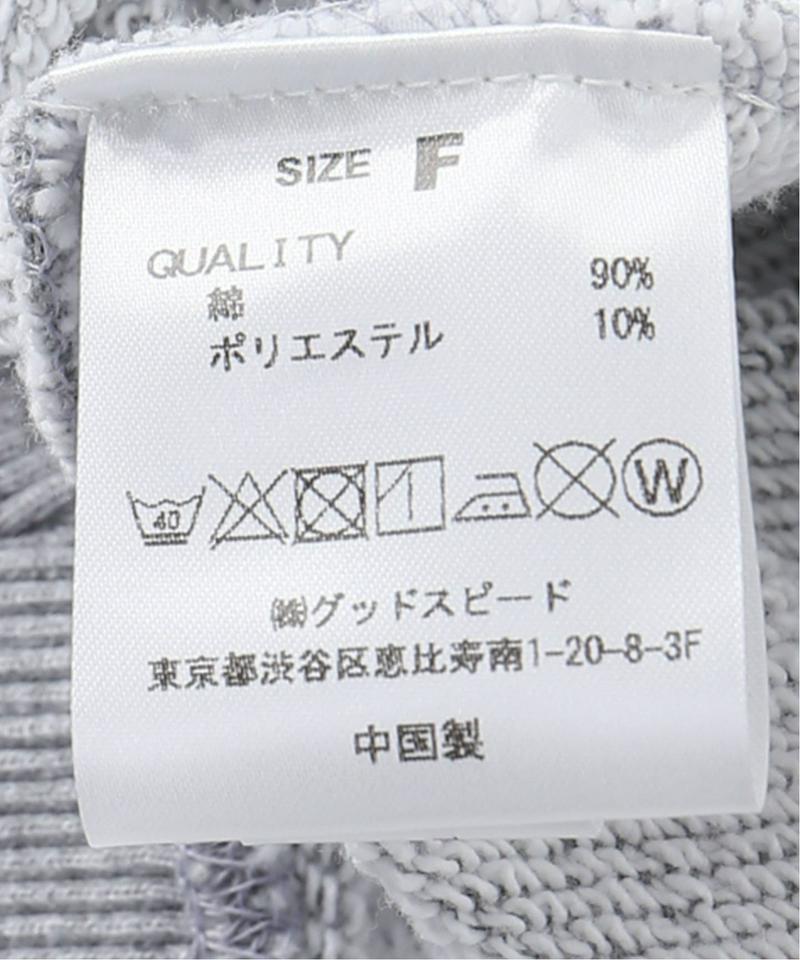 SIZE F
QUALITY
綿 90%
ポリエステル 10%
40 W
㈱グッドスピード
東京都渋谷区恵比寿南1-20-8-3F
中国製